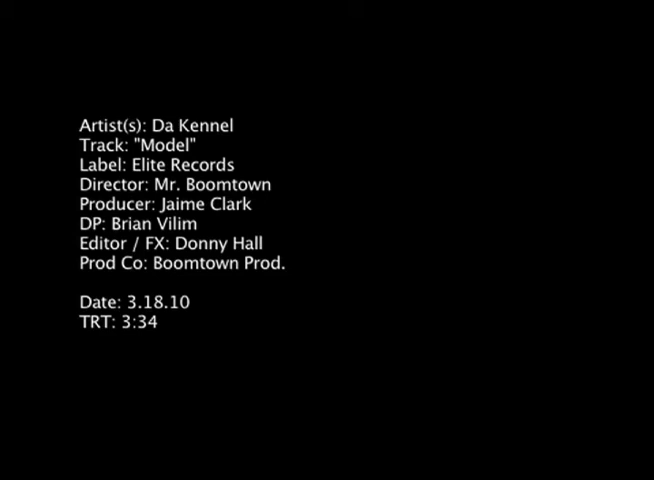 Artist(s): Da Kennel
Track: "Model"
Label: Elite Records
Director: Mr. Boomtown
Producer: Jaime Clark
DP: Brian Vilim
Editor / FX: Donny Hall
Prod Co: Boomtown Prod.
Date: 3.18.10
TRT: 3:34